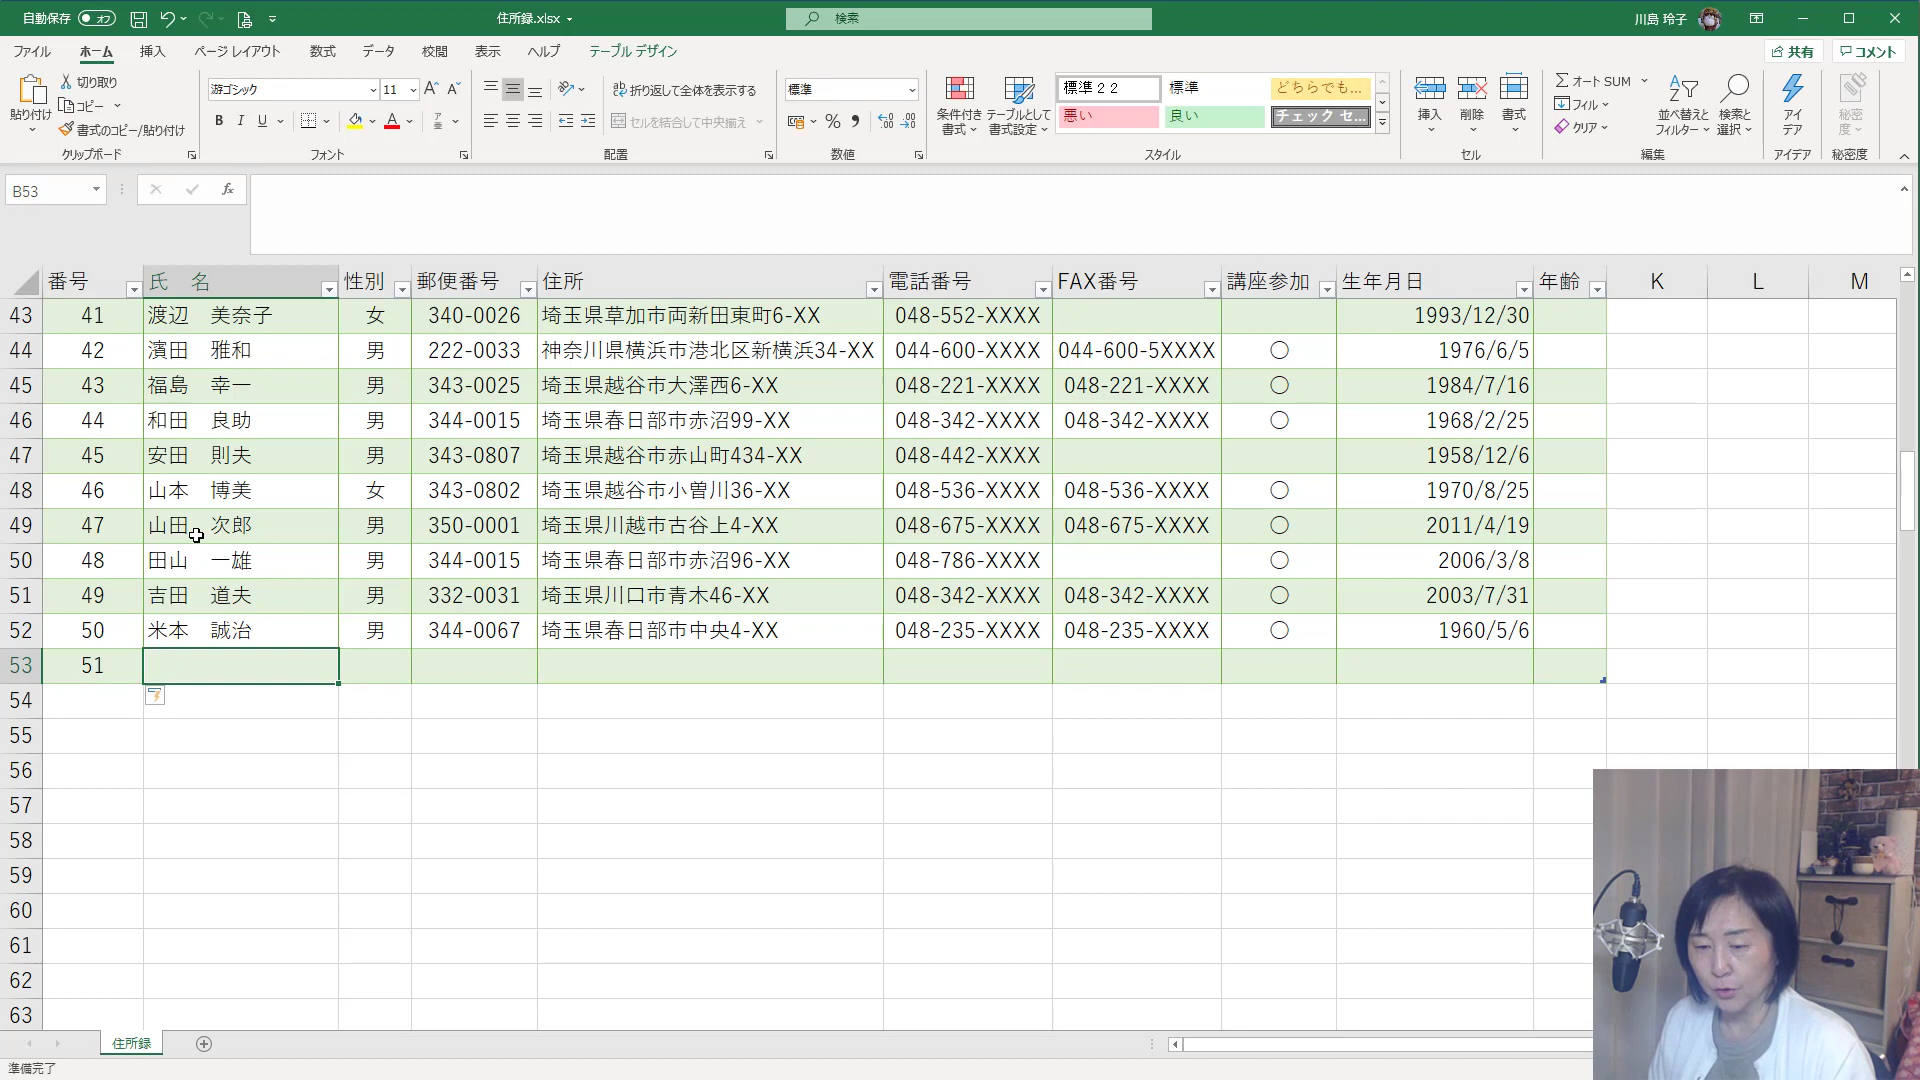 自動保存 オフ 住所録.xlsx 検索 川島 玲子
ファイル ホーム 挿入 ページ レイアウト 数式 データ 校閲 表示 ヘルプ テーブル デザイン 共有 コメント
貼り付け 切り取り コピー 書式のコピー/貼り付け クリップボード
游ゴシック 11 B I U A フォント
折り返して全体を表示する セルを結合して中央揃え 配置
標準 % 数値
条件付き書式 テーブルとして書式設定 標準２２ 標準 どちらでも... 悪い 良い チェック セ... スタイル
挿入 削除 書式 セル
オート SUM フィル クリア 並べ替えとフィルター 検索と選択 編集
アイデア アイデア
秘密度 秘密度
B53 fx
番号 氏　名 性別 郵便番号 住所 電話番号 FAX番号 講座参加 生年月日 年齢 K L M
43 41 渡辺　美奈子 女 340-0026 埼玉県草加市両新田東町6-XX 048-552-XXXX 1993/12/30
44 42 濱田　雅和 男 222-0033 神奈川県横浜市港北区新横浜34-XX 044-600-XXXX 044-600-5XXXX 〇 1976/6/5
45 43 福島　幸一 男 343-0025 埼玉県越谷市大澤西6-XX 048-221-XXXX 048-221-XXXX 〇 1984/7/16
46 44 和田　良助 男 344-0015 埼玉県春日部市赤沼99-XX 048-342-XXXX 048-342-XXXX 〇 1968/2/25
47 45 安田　則夫 男 343-0807 埼玉県越谷市赤山町434-XX 048-442-XXXX 1958/12/6
48 46 山本　博美 女 343-0802 埼玉県越谷市小曽川36-XX 048-536-XXXX 048-536-XXXX 〇 1970/8/25
49 47 山田　次郎 男 350-0001 埼玉県川越市古谷上4-XX 048-675-XXXX 048-675-XXXX 〇 2011/4/19
50 48 田山　一雄 男 344-0015 埼玉県春日部市赤沼96-XX 048-786-XXXX 〇 2006/3/8
51 49 吉田　道夫 男 332-0031 埼玉県川口市青木46-XX 048-342-XXXX 048-342-XXXX 〇 2003/7/31
52 50 米本　誠治 男 344-0067 埼玉県春日部市中央4-XX 048-235-XXXX 048-235-XXXX 〇 1960/5/6
53 51
54
55
56
57
58
59
60
61
62
63
住所録
準備完了